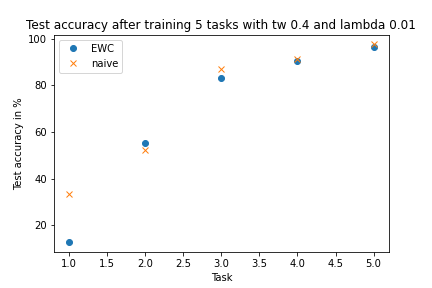 Test accuracy after training 5 tasks with tw 0.4 and lambda 0.01
EWC
naive
Test accuracy in %
100
80
60
40
20
1.0 1.5 2.0 2.5 3.0 3.5 4.0 4.5 5.0
Task